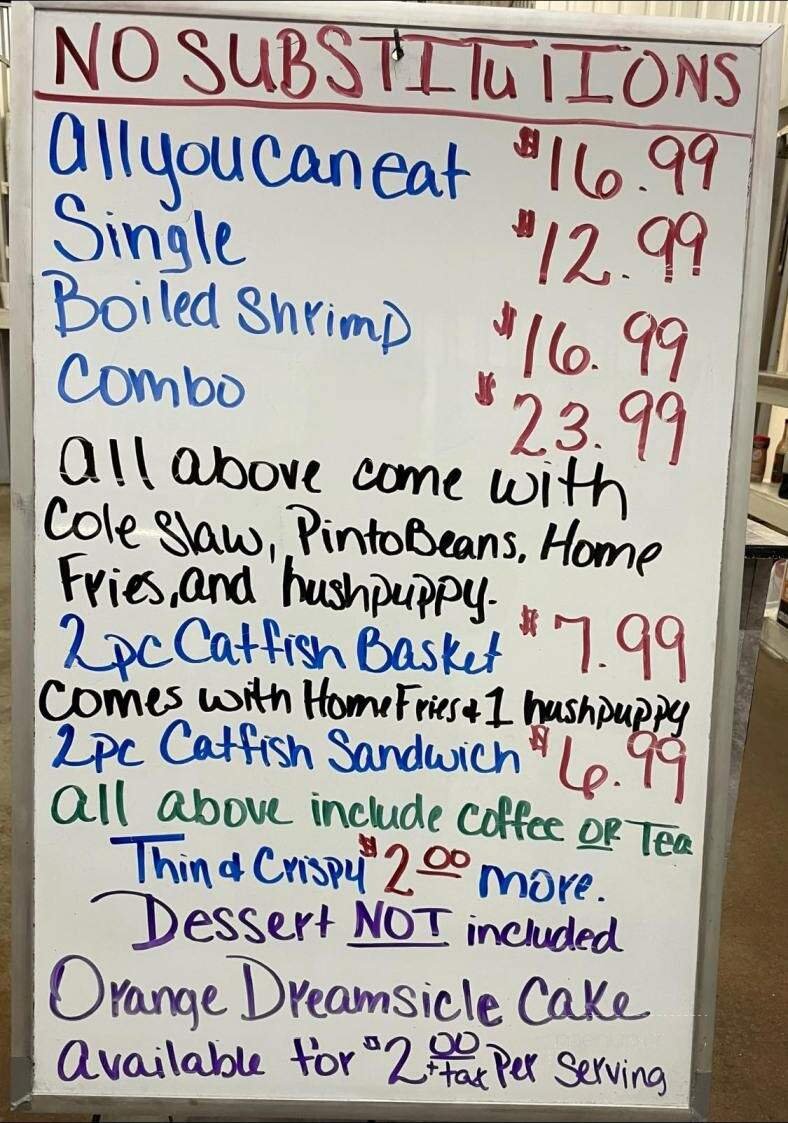 NO SUBSTITUTIONS
All you can eat $16.99
Single $12.99
Boiled Shrimp $16.99
Combo $23.99
All above come with
Cole Slaw, Pinto Beans, Home
Fries, and hushpuppy.
2pc Catfish Basket $7.99
Comes with Home Fries & 1 hushpuppy
2pc Catfish Sandwich $6.99
All above include coffee OR Tea
Thin & Crispy $2.00 more.
Dessert NOT included
Orange Dreamsicle Cake
Available for $2.00 + tax Per Serving